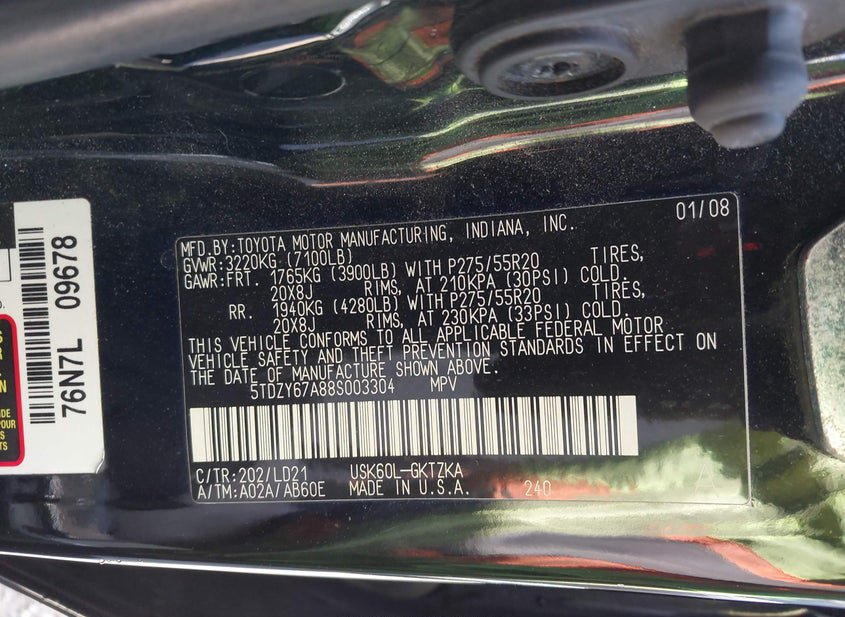 01/08
MFD.BY:TOYOTA MOTOR MANUFACTURING, INDIANA, INC.
GVWR:3220KG (7100LB)
GAWR:FRT. 1765KG (3900LB) WITH P275/55R20 TIRES,
20X8J RIMS, AT 210KPA (30PSI) COLD.
RR. 1940KG (4280LB) WITH P275/55R20 TIRES,
20X8J RIMS, AT 230KPA (33PSI) COLD.
THIS VEHICLE CONFORMS TO ALL APPLICABLE FEDERAL MOTOR
VEHICLE SAFETY AND THEFT PREVENTION STANDARDS IN EFFECT ON
THE DATE OF MANUFACTURE SHOWN ABOVE.
5TDZY67A88S003304 MPV
C/TR:202/LD21 USK60L-GKTZKA
A/TM:A02A/AB60E MADE IN U.S.A. 240
A
76N7L 09678